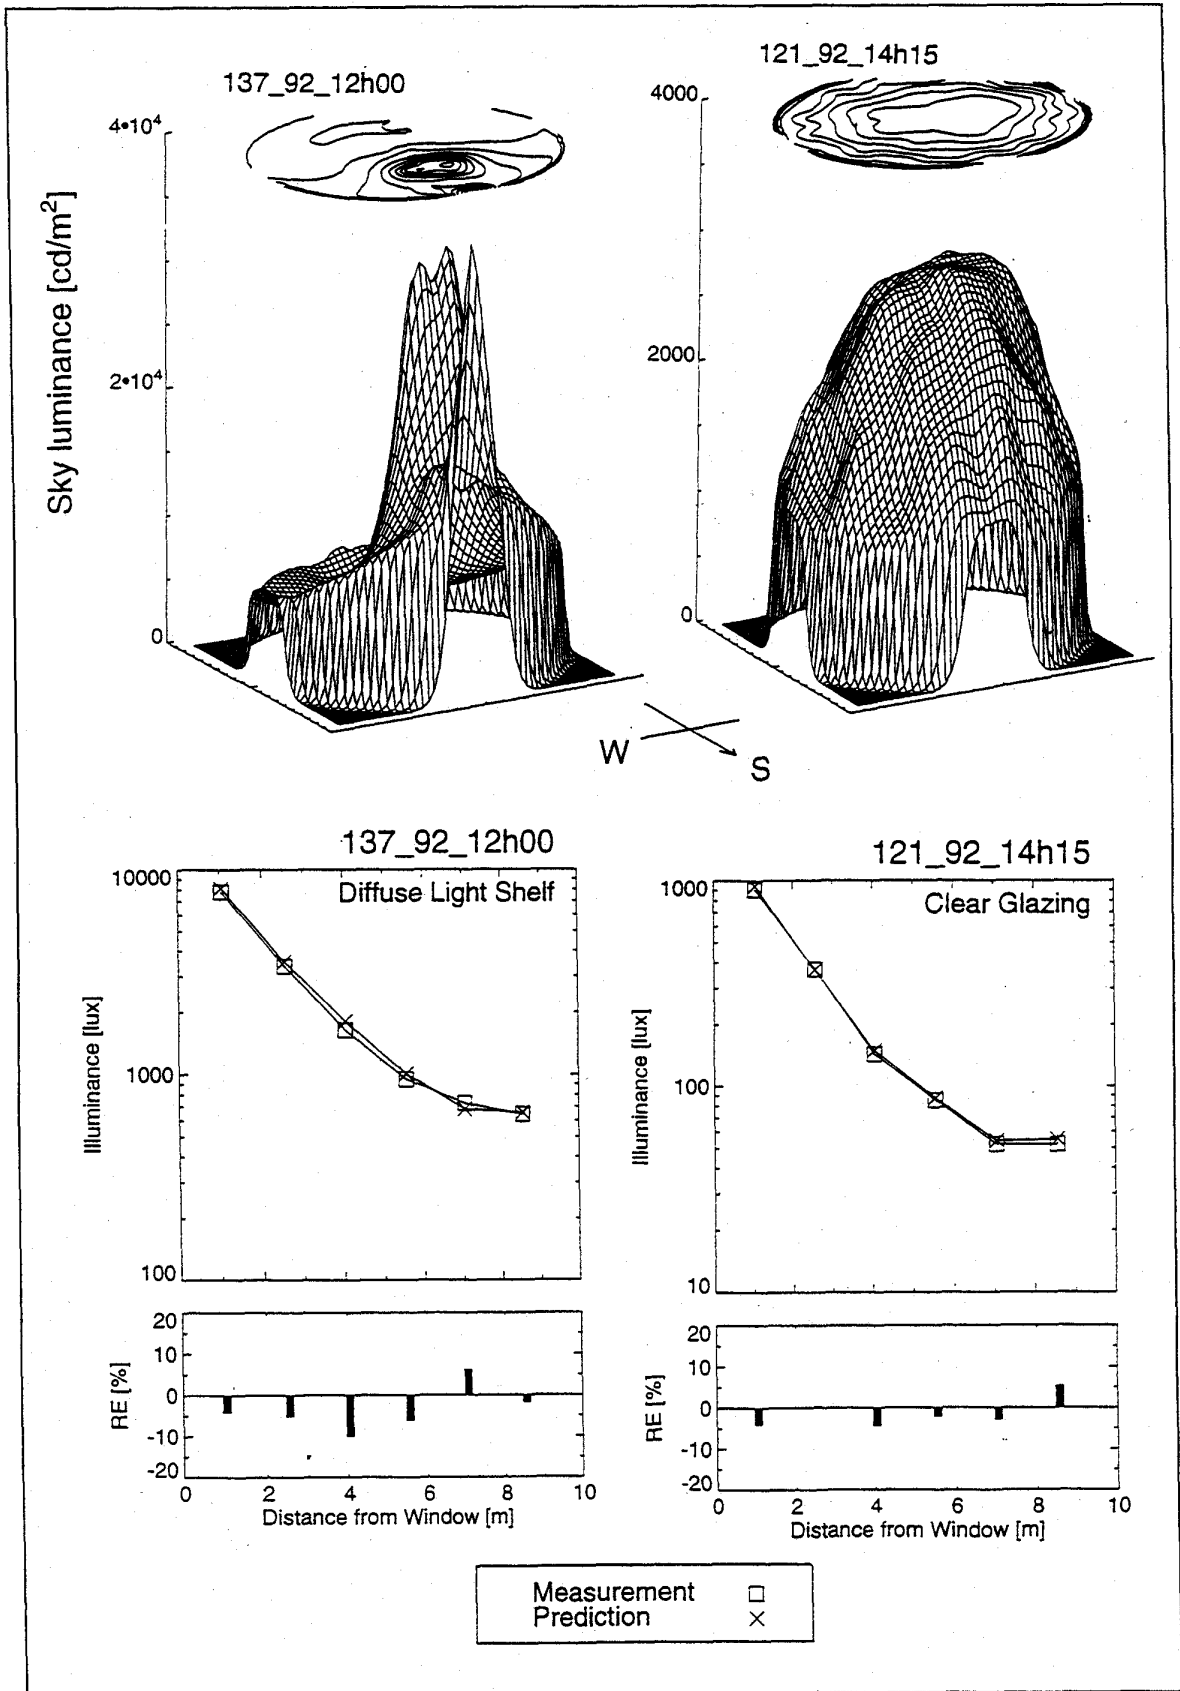 137_92_12h00
121_92_14h15
Sky luminance [cd/m²]
4•10⁴
2•10⁴
0
4000
2000
0
W
S
137_92_12h00
Diffuse Light Shelf
Illuminance [lux]
10000
1000
100
RE [%]
20
10
0
-10
-20
0 2 4 6 8 10
Distance from Window [m]
121_92_14h15
Clear Glazing
Illuminance [lux]
1000
100
10
RE [%]
20
10
0
-10
-20
0 2 4 6 8 10
Distance from Window [m]
Measurement
Prediction